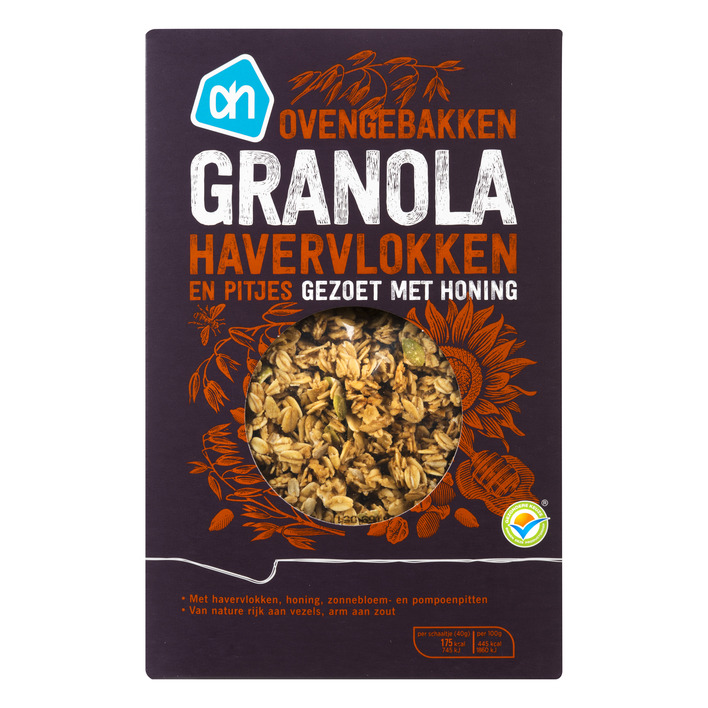 ah
OVENGEBAKKEN
GRANOLA
HAVERVLOKKEN
EN PITJES GEZOET MET HONING
• Met havervlokken, honing, zonnebloem- en pompoenpitten
• Van nature rijk aan vezels, arm aan zout
per schaaltje (40g) per 100g
175 kcal 445 kcal
745 kJ 1860 kJ
®